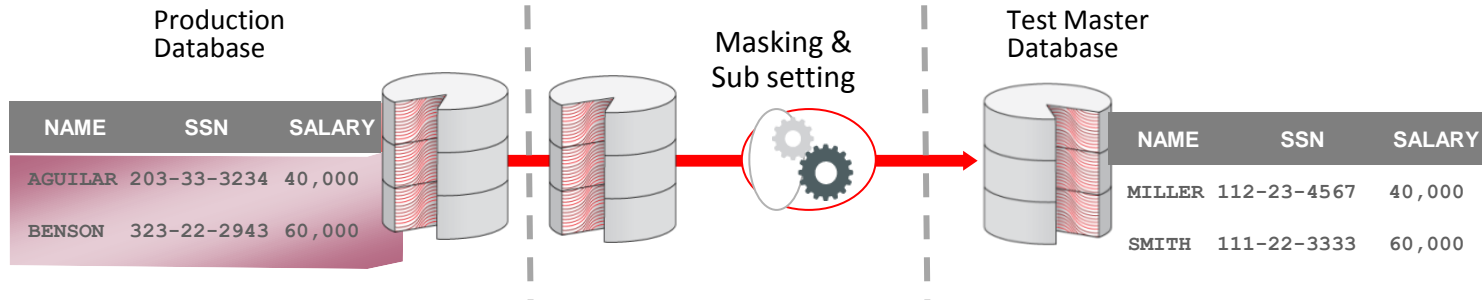 Production
Database
NAME SSN SALARY
AGUILAR 203-33-3234 40,000
BENSON 323-22-2943 60,000
Masking &
Sub setting
Test Master
Database
NAME SSN SALARY
MILLER 112-23-4567 40,000
SMITH 111-22-3333 60,000